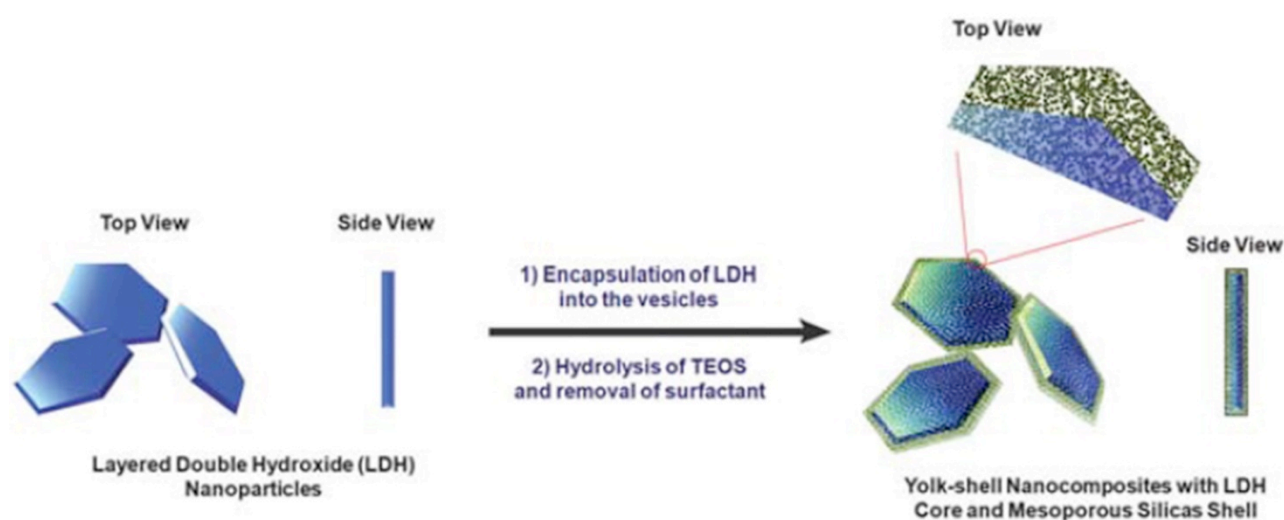 Top View
Top View
Side View
1) Encapsulation of LDH
into the vesicles
2) Hydrolysis of TEOS
and removal of surfactant
Layered Double Hydroxide (LDH)
Nanoparticles
Side View
Yolk-shell Nanocomposites with LDH
Core and Mesoporous Silicas Shell